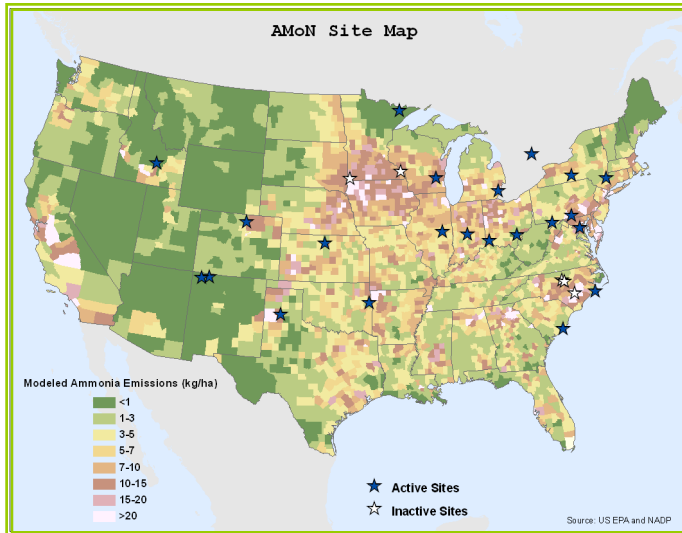 AMoN Site Map
Modeled Ammonia Emissions (kg/ha)
<1
1-3
3-5
5-7
7-10
10-15
15-20
>20
Active Sites
Inactive Sites
Source: US EPA and NADP